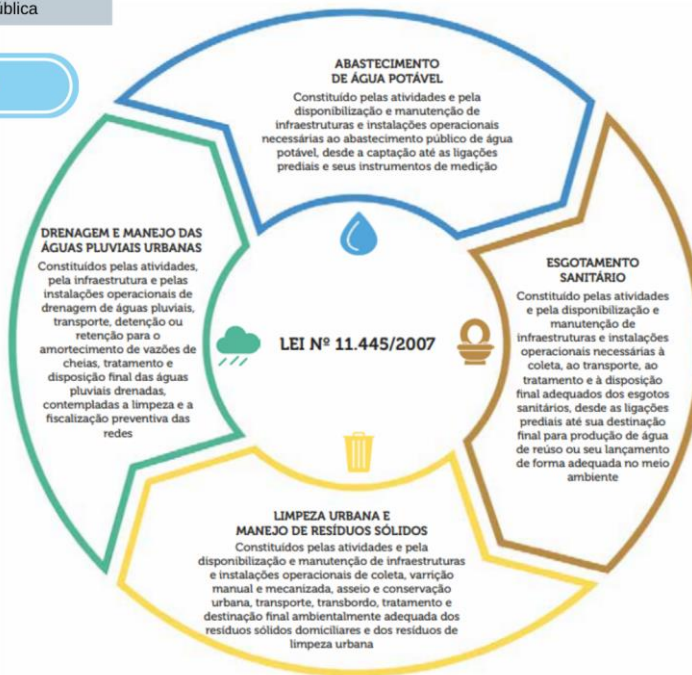 ABASTECIMENTO
DE ÁGUA POTÁVEL
Constituído pelas atividades e pela
disponibilização e manutenção de
infraestruturas e instalações operacionais
necessárias ao abastecimento público de água
potável, desde a captação até as ligações
prediais e seus instrumentos de medição
DRENAGEM E MANEJO DAS
ÁGUAS PLUVIAIS URBANAS
Constituídos pelas atividades,
pela infraestrutura e pelas
instalações operacionais de
drenagem de águas pluviais,
transporte, detenção ou
retenção para o
amortecimento de vazões de
cheias, tratamento e
disposição final das águas
pluviais drenadas,
contempladas a limpeza e a
fiscalização preventiva das
redes
LEI Nº 11.445/2007
ESGOTAMENTO
SANITÁRIO
Constituído pelas atividades
e pela disponibilização e
manutenção de
infraestruturas e instalações
operacionais necessárias à
coleta, ao transporte, ao
tratamento e à disposição
final adequados dos esgotos
sanitários, desde as ligações
prediais até sua destinação
final para produção de água
de reúso ou seu lançamento
de forma adequada no meio
ambiente
LIMPEZA URBANA E
MANEJO DE RESÍDUOS SÓLIDOS
Constituídos pelas atividades e pela
disponibilização e manutenção de infraestruturas
e instalações operacionais de coleta, varrição
manual e mecanizada, asseio e conservação
urbana, transporte, transbordo, tratamento e
destinação final ambientalmente adequada dos
resíduos sólidos domiciliares e dos resíduos de
limpeza urbana